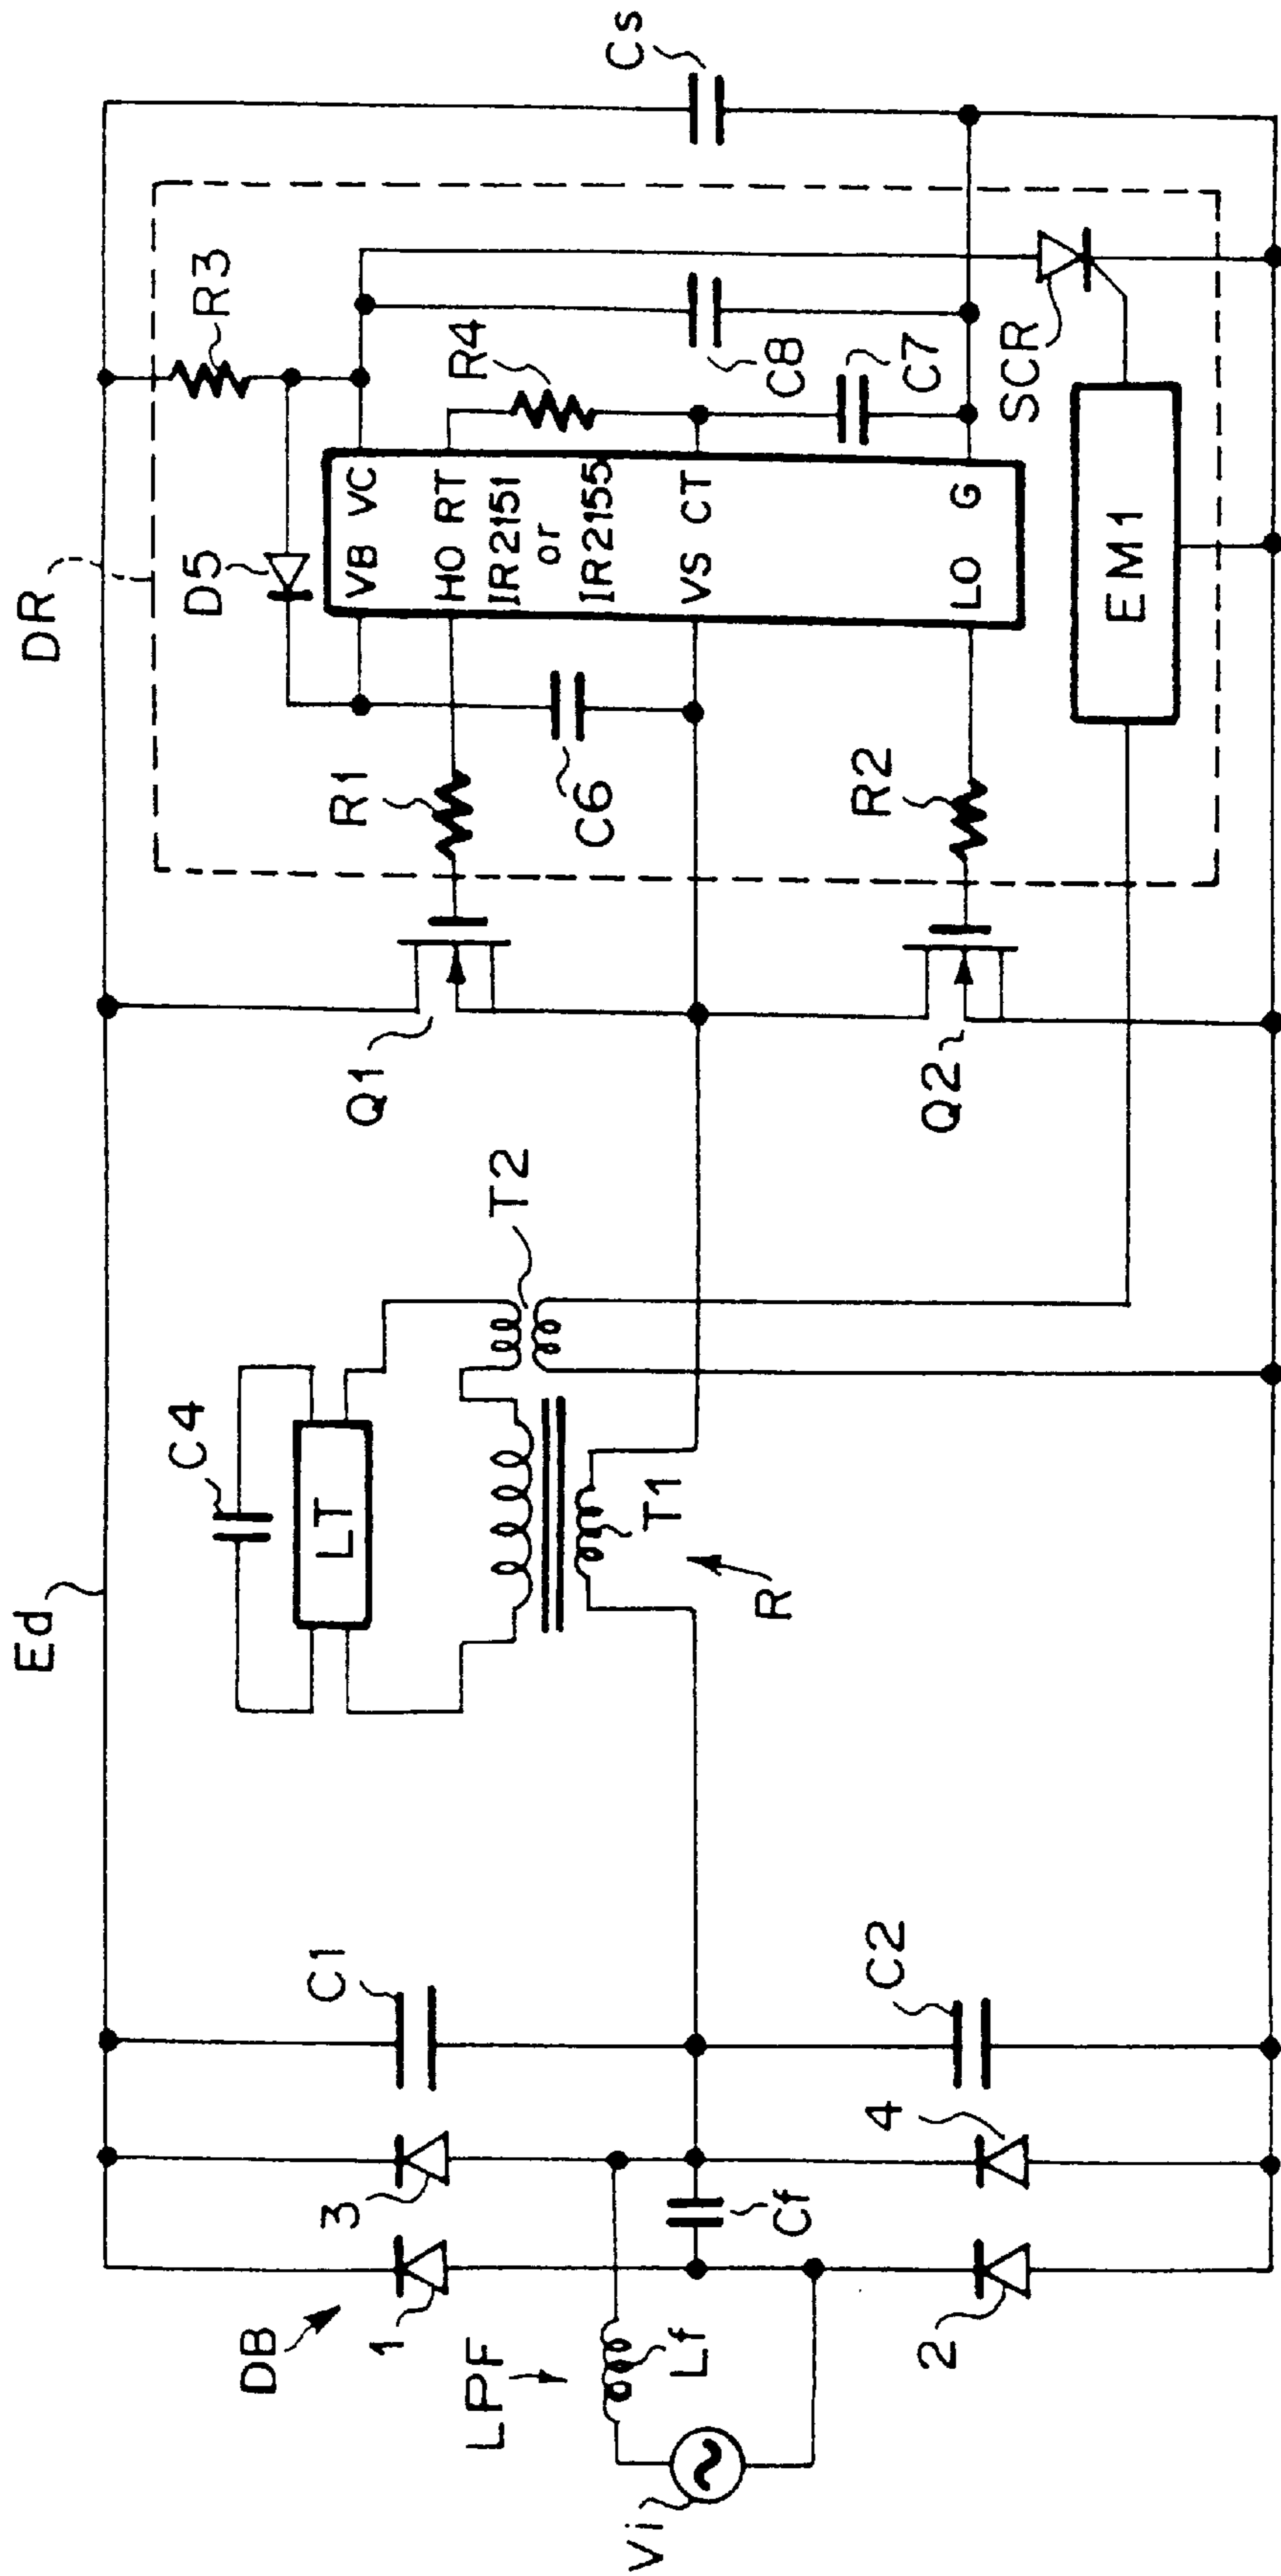 Ed
DR
Cs
R3
D5
VB VC
HO RT
IR2151
or
IR2155
VS CT
LO G
R4
C8
C7
SCR
EM1
R1
C6
R2
Q1
Q2
T2
C4
LT
T1
R
C1
C2
3
4
DB
1
2
Cf
LPF
Lf
Vi